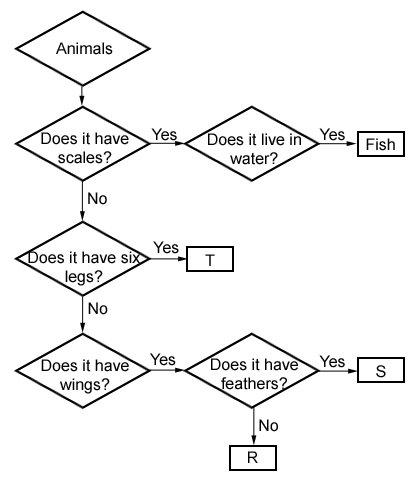 Animals
Does it have
scales?
Yes
Does it live in
water?
Yes
Fish
No
Does it have six
legs?
Yes
T
No
Does it have
wings?
Yes
Does it have
feathers?
Yes
S
No
R